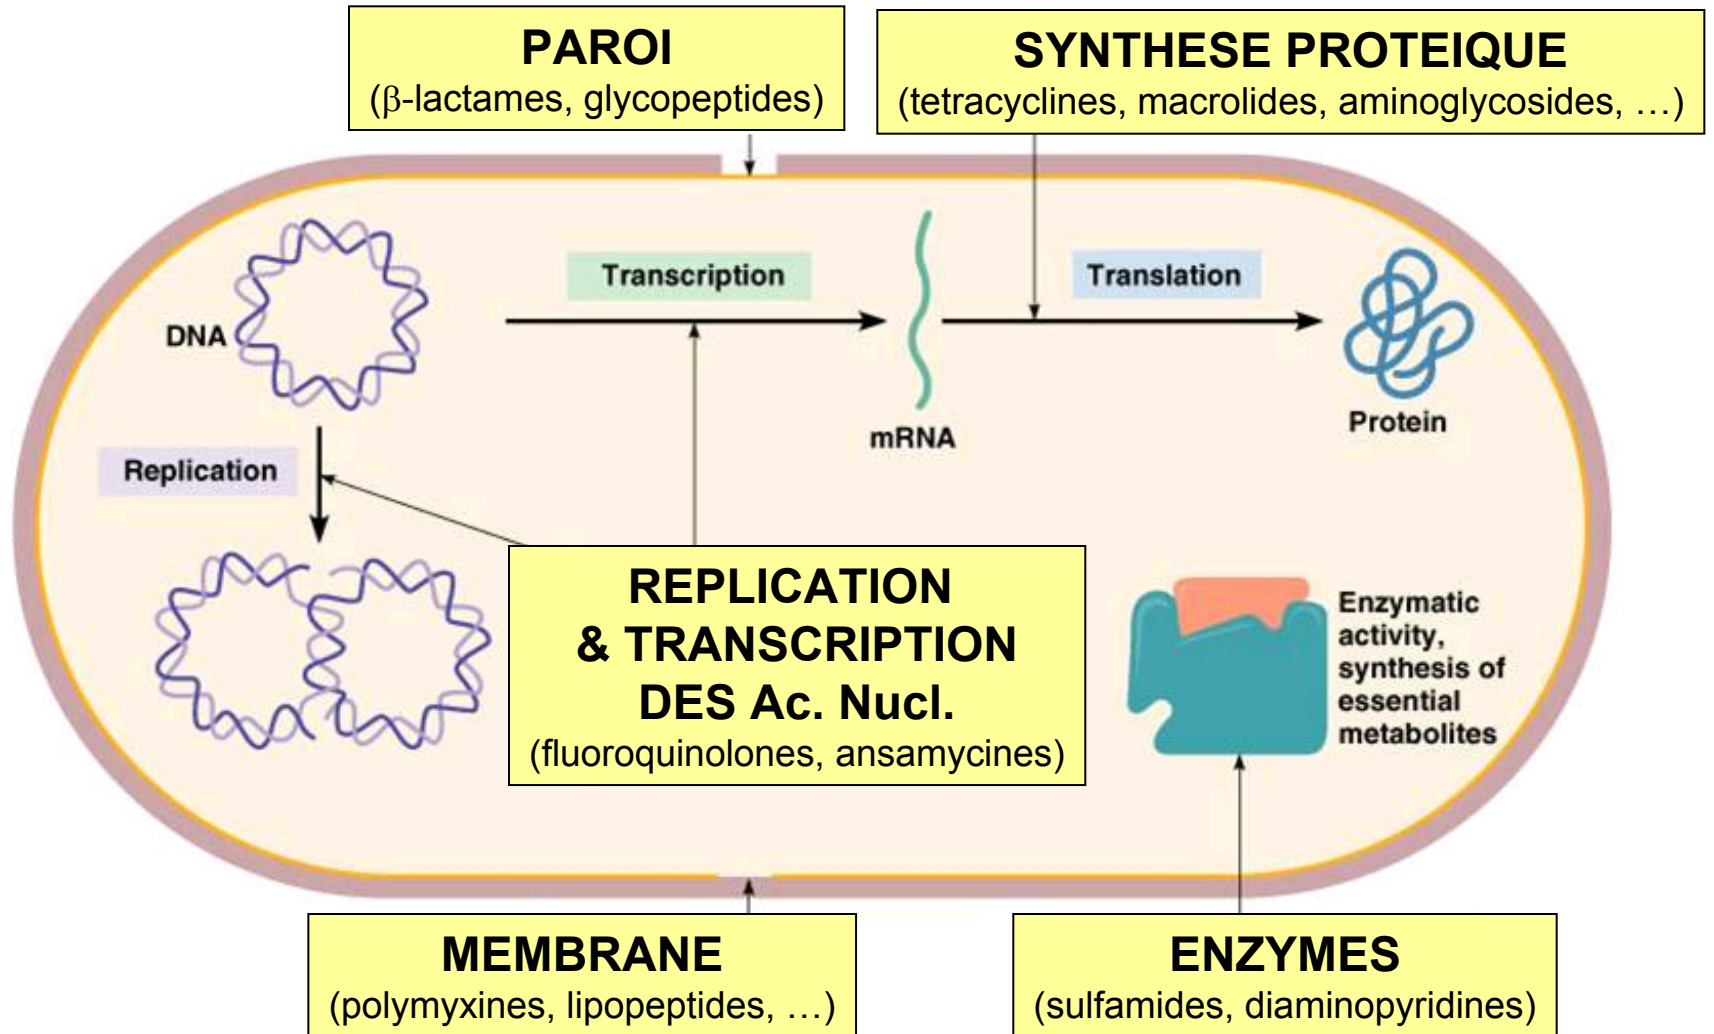 PAROI
(β-lactames, glycopeptides)
SYNTHESE PROTEIQUE
(tetracyclines, macrolides, aminoglycosides, …)
Transcription
Translation
DNA
mRNA
Protein
Replication
REPLICATION
& TRANSCRIPTION
DES Ac. Nucl.
(fluoroquinolones, ansamycines)
Enzymatic
activity,
synthesis of
essential
metabolites
MEMBRANE
(polymyxines, lipopeptides, …)
ENZYMES
(sulfamides, diaminopyridines)